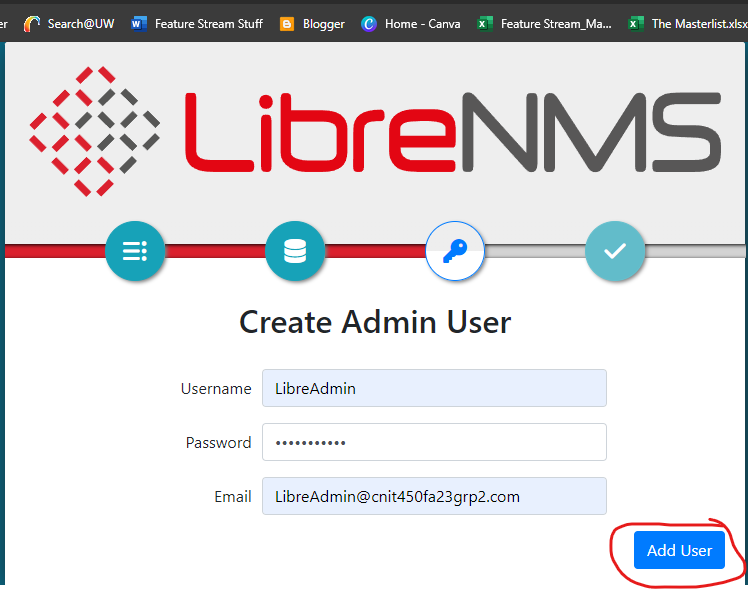 er Search@UW Feature Stream Stuff Blogger Home - Canva Feature Stream_Ma... The Masterlist.xlsx
LibreNMS
Create Admin User
Username LibreAdmin
Password •••••••••••
Email LibreAdmin@cnit450fa23grp2.com
Add User